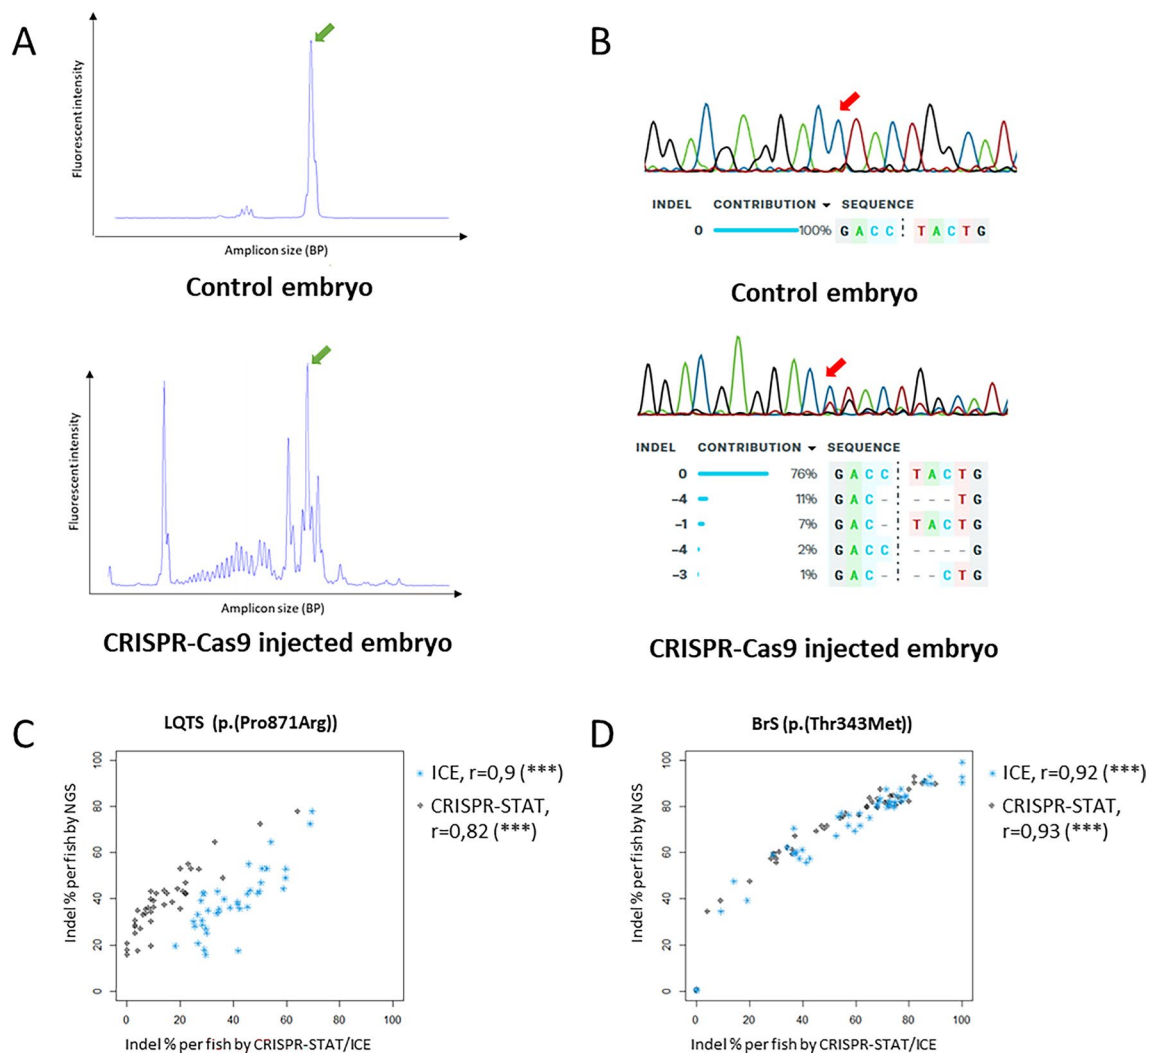 A
Fluorescent intensity
Amplicon size (BP)
Control embryo
B
INDEL CONTRIBUTION SEQUENCE
0 100% G A C C T A C T G
Control embryo
Fluorescent intensity
Amplicon size (BP)
CRISPR-Cas9 injected embryo
INDEL CONTRIBUTION SEQUENCE
0 76% G A C C T A C T G
-4 11% G A C - - - - T G
-1 7% G A C - T A C T G
-4 2% G A C C - - - - G
-3 1% G A C - - - C T G
CRISPR-Cas9 injected embryo
C
LQTS (p.(Pro871Arg))
Indel % per fish by NGS
100
80
60
40
20
0
0 20 40 60 80 100
Indel % per fish by CRISPR-STAT/ICE
ICE, r=0,9 (***)
CRISPR-STAT,
r=0,82 (***)
D
BrS (p.(Thr343Met))
Indel % per fish by NGS
100
80
60
40
20
0
0 20 40 60 80 100
Indel % per fish by CRISPR-STAT/ICE
ICE, r=0,92 (***)
CRISPR-STAT,
r=0,93 (***)